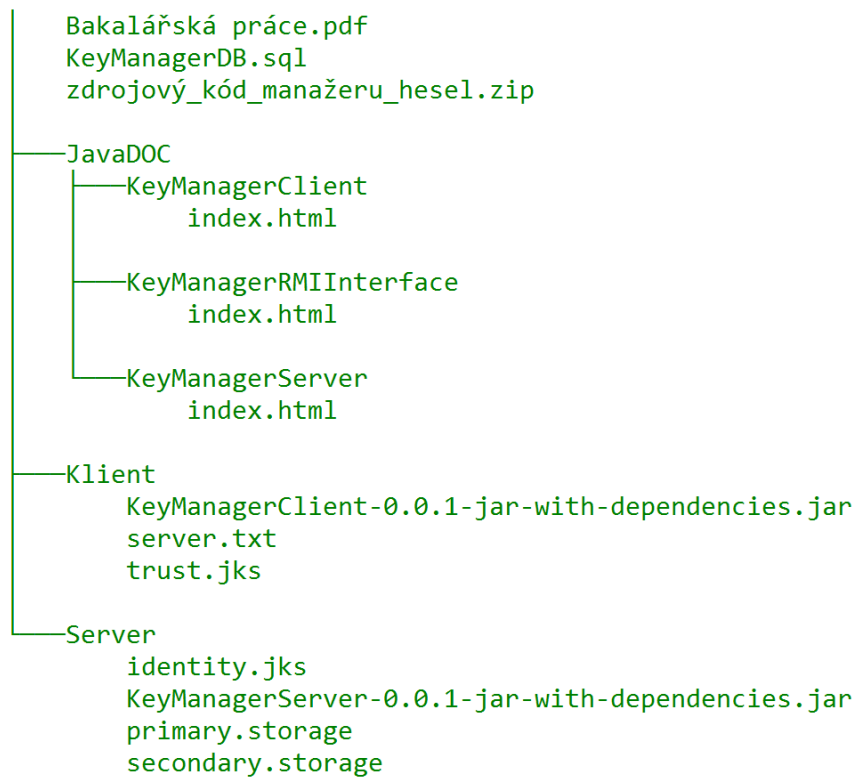 Bakalářská práce.pdf
KeyManagerDB.sql
zdrojový_kód_manažeru_hesel.zip
JavaDOC
KeyManagerClient
index.html
KeyManagerRMIInterface
index.html
KeyManagerServer
index.html
Klient
KeyManagerClient-0.0.1-jar-with-dependencies.jar
server.txt
trust.jks
Server
identity.jks
KeyManagerServer-0.0.1-jar-with-dependencies.jar
primary.storage
secondary.storage